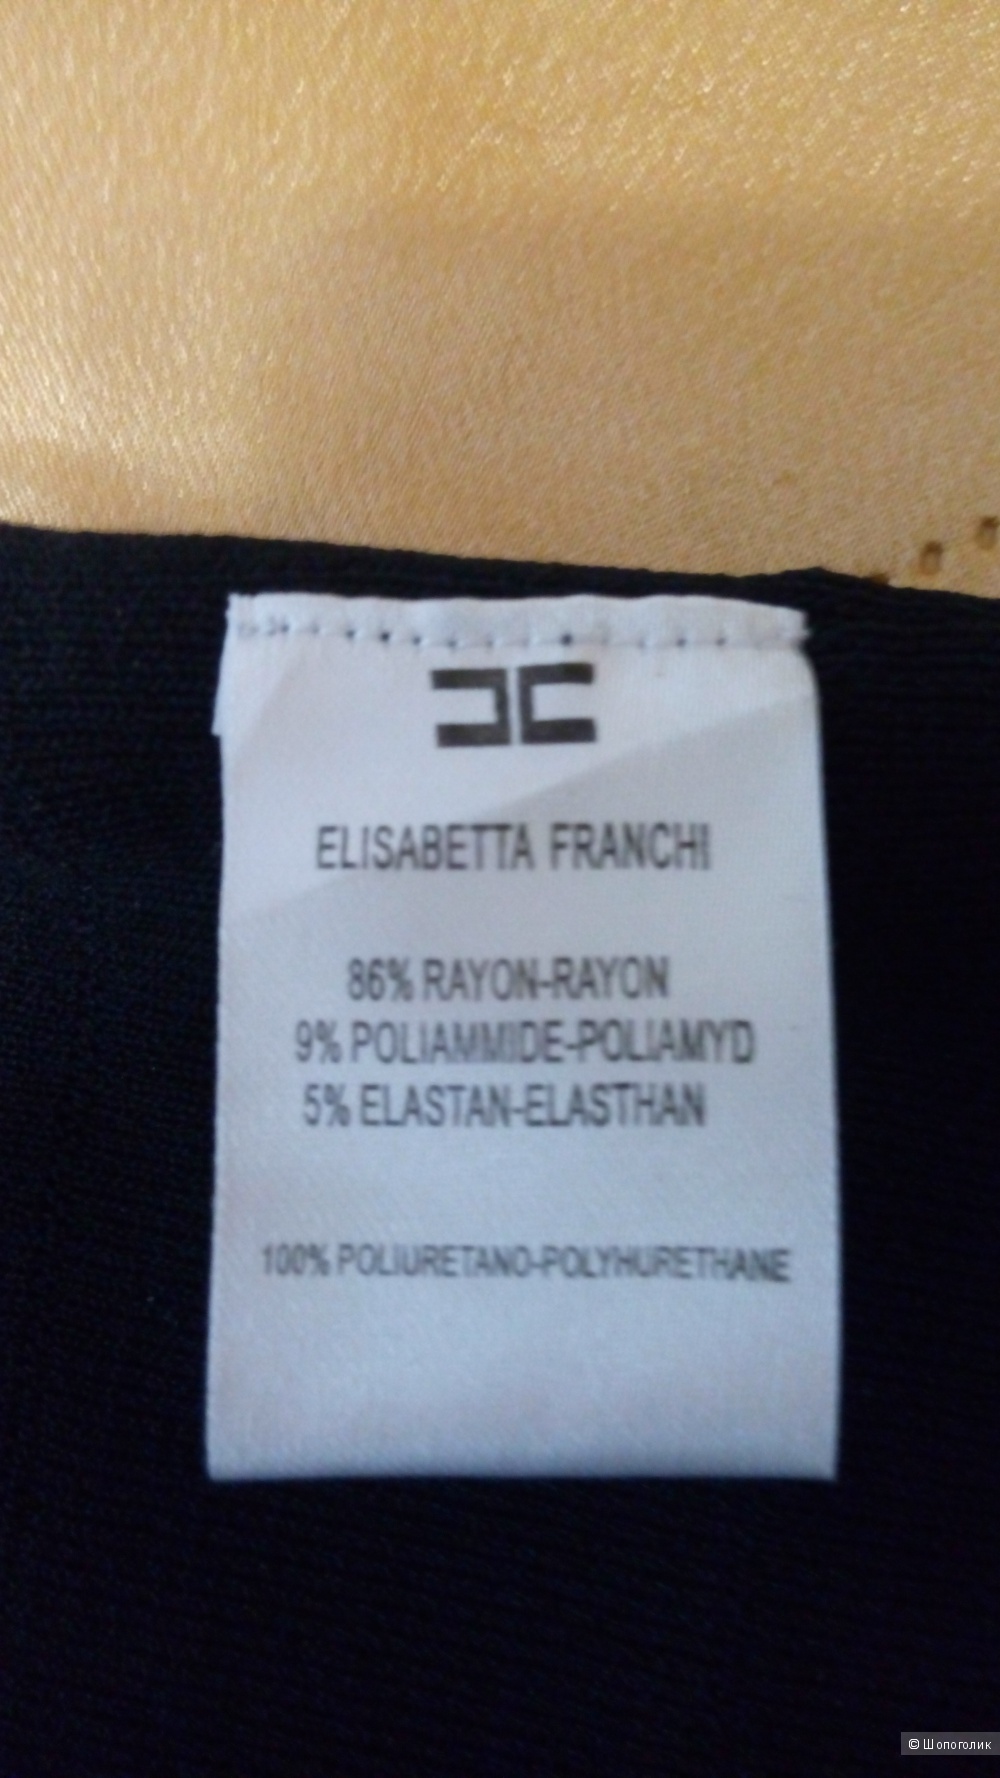 ELISABETTA FRANCHI
86% RAYON-RAYON
9% POLIAMMIDE-POLIAMYD
5% ELASTAN-ELASTHAN
100% POLIURETANO-POLYHURETHANE
© Шопоголик